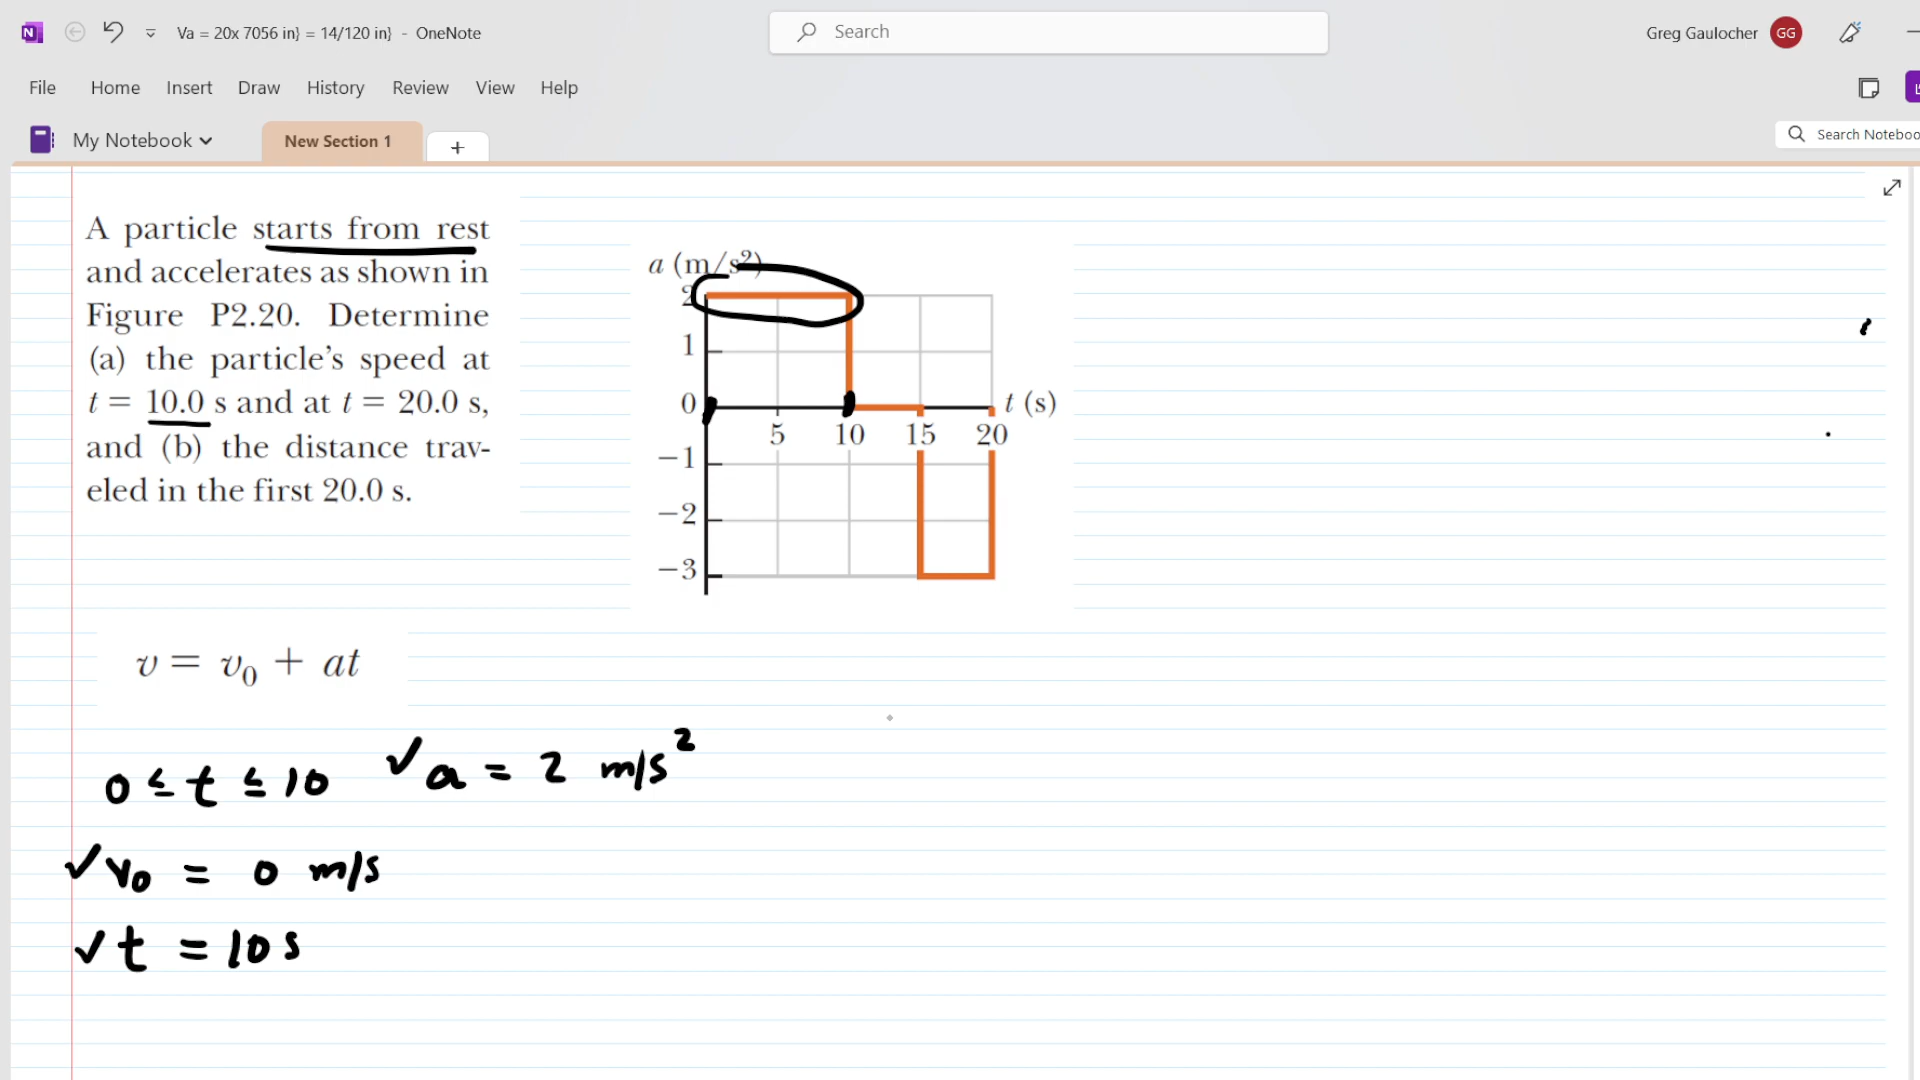 N
Va = 20x 7056 in} = 14/120 in} - OneNote
Search
Greg Gaulocher
GG
File Home Insert Draw History Review View Help
My Notebook
New Section 1
+
A particle starts from rest
and accelerates as shown in
Figure P2.20. Determine
(a) the particle's speed at
t = 10.0 s and at t = 20.0 s,
and (b) the distance trav-
eled in the first 20.0 s.
a (m/s²)
2
1
0
t (s)
5 10 15 20
−1
−2
−3
v = v₀ + at
0 ≤ t ≤ 10 ✓ a = 2 m/s²
✓ v₀ = 0 m/s
✓ t = 10 s